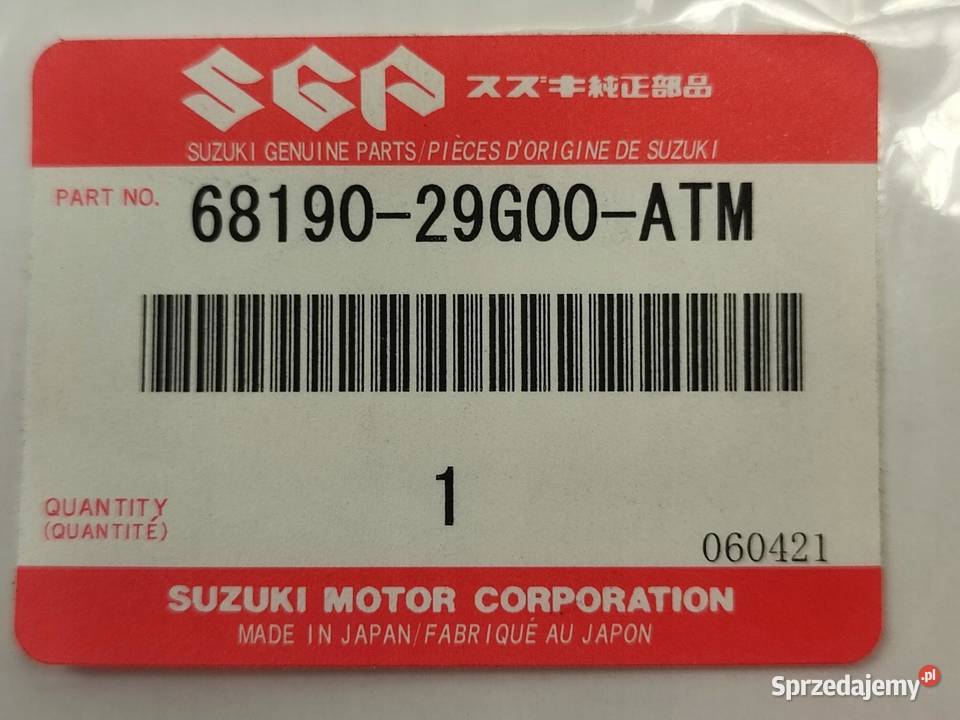 SGP スズキ純正部品
SUZUKI GENUINE PARTS/PIÈCES D'ORIGINE DE SUZUKI
PART NO. 68190-29G00-ATM
1
QUANTITY
(QUANTITÉ)
060421
SUZUKI MOTOR CORPORATION
MADE IN JAPAN/FABRIQUÉ AU JAPON
Sprzedajemy.pl